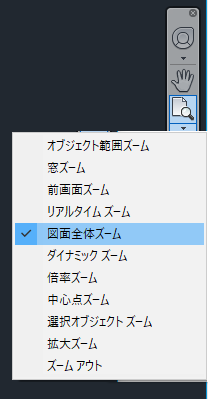 オブジェクト範囲ズーム
窓ズーム
前画面ズーム
リアルタイム ズーム
図面全体ズーム
ダイナミック ズーム
倍率ズーム
中心点ズーム
選択オブジェクト ズーム
拡大ズーム
ズーム アウト